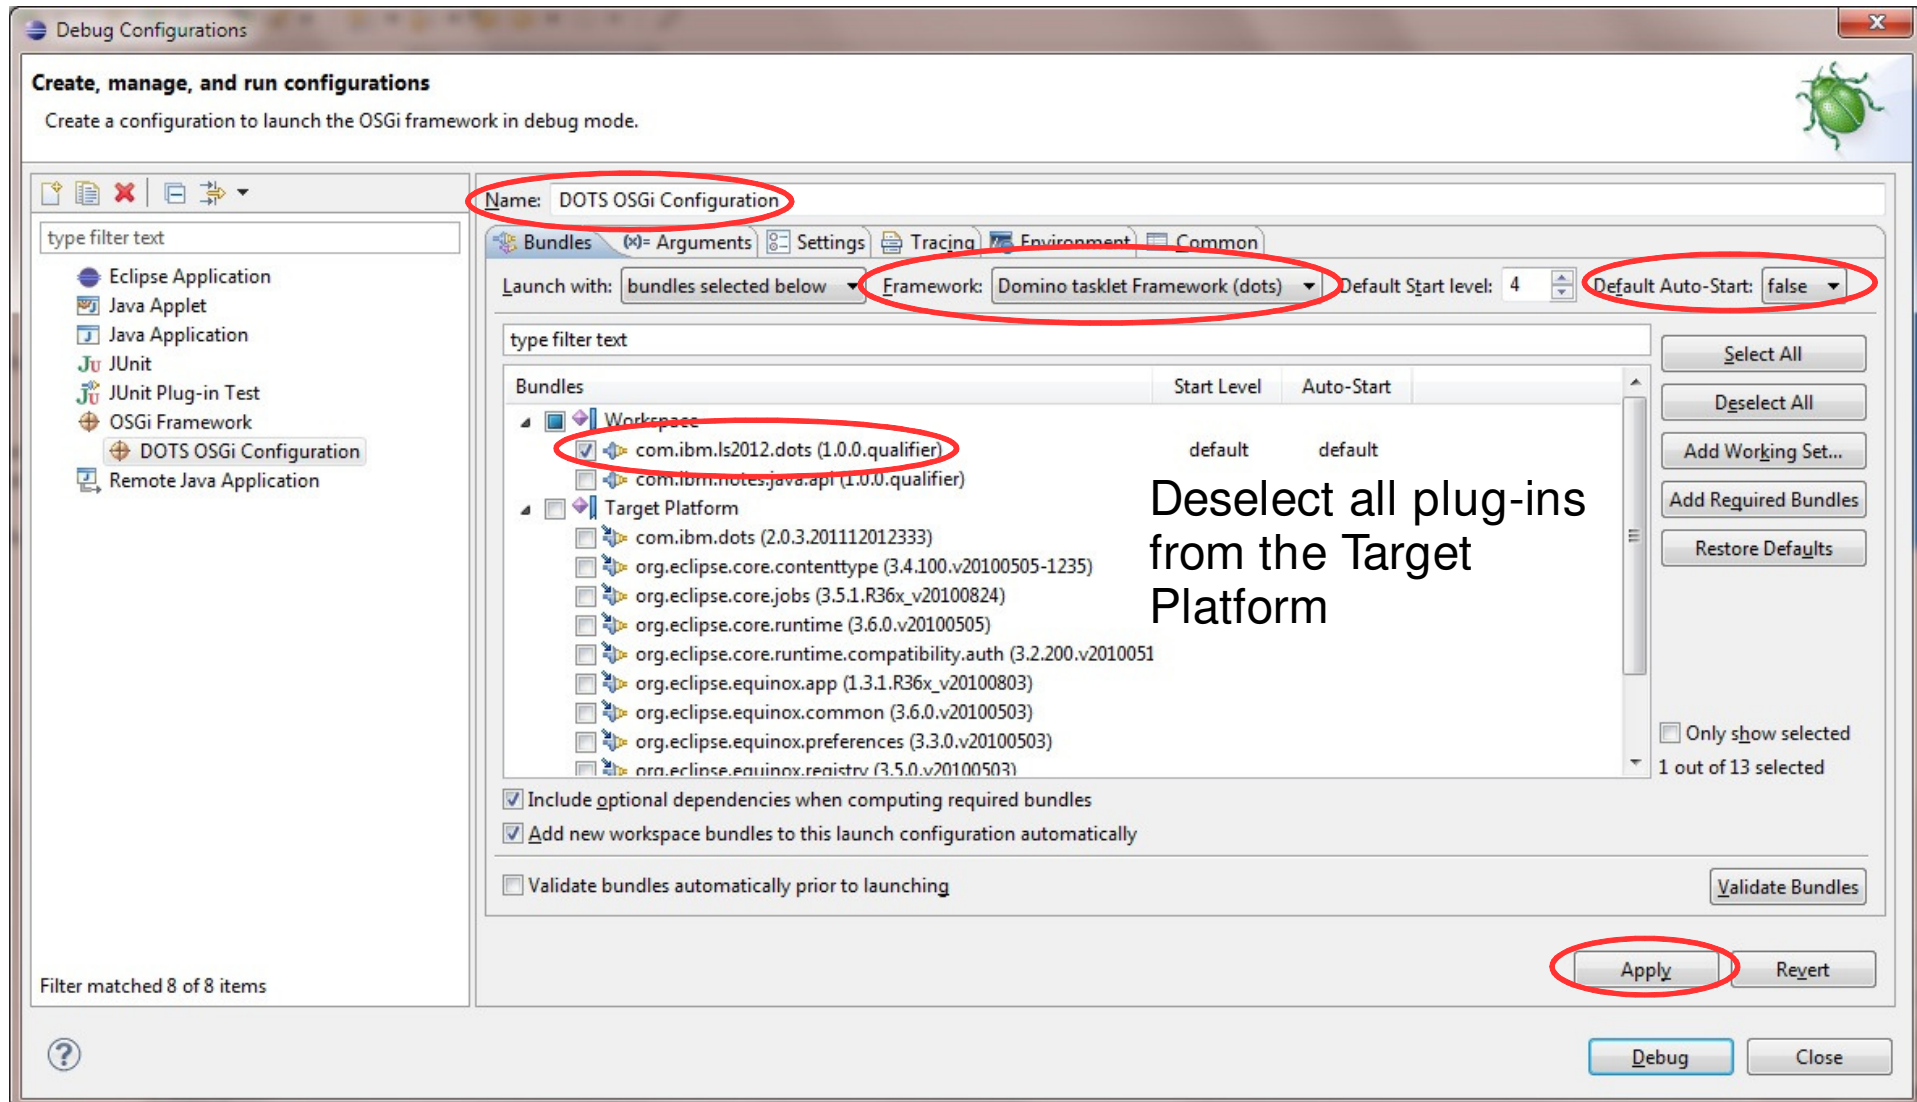 Debug Configurations
Create, manage, and run configurations
Create a configuration to launch the OSGi framework in debug mode.
type filter text
Eclipse Application
Java Applet
Java Application
JUnit
JUnit Plug-in Test
OSGi Framework
DOTS OSGi Configuration
Remote Java Application
Filter matched 8 of 8 items
Name: DOTS OSGi Configuration
Bundles (x)= Arguments Settings Tracing Environment Common
Launch with: bundles selected below Framework: Domino tasklet Framework (dots) Default Start level: 4 Default Auto-Start: false
type filter text
Bundles Start Level Auto-Start
Workspace
com.ibm.ls2012.dots (1.0.0.qualifier) default default
com.ibm.notes.java.api (1.0.0.qualifier)
Target Platform
com.ibm.dots (2.0.3.201112012333)
org.eclipse.core.contenttype (3.4.100.v20100505-1235)
org.eclipse.core.jobs (3.5.1.R36x_v20100824)
org.eclipse.core.runtime (3.6.0.v20100505)
org.eclipse.core.runtime.compatibility.auth (3.2.200.v2010051
org.eclipse.equinox.app (1.3.1.R36x_v20100803)
org.eclipse.equinox.common (3.6.0.v20100503)
org.eclipse.equinox.preferences (3.3.0.v20100503)
org.eclipse.equinox.registry (3.5.0.v20100503)
Deselect all plug-ins
from the Target
Platform
Select All
Deselect All
Add Working Set...
Add Required Bundles
Restore Defaults
Only show selected
1 out of 13 selected
Include optional dependencies when computing required bundles
Add new workspace bundles to this launch configuration automatically
Validate bundles automatically prior to launching
Validate Bundles
Apply Revert
Debug Close